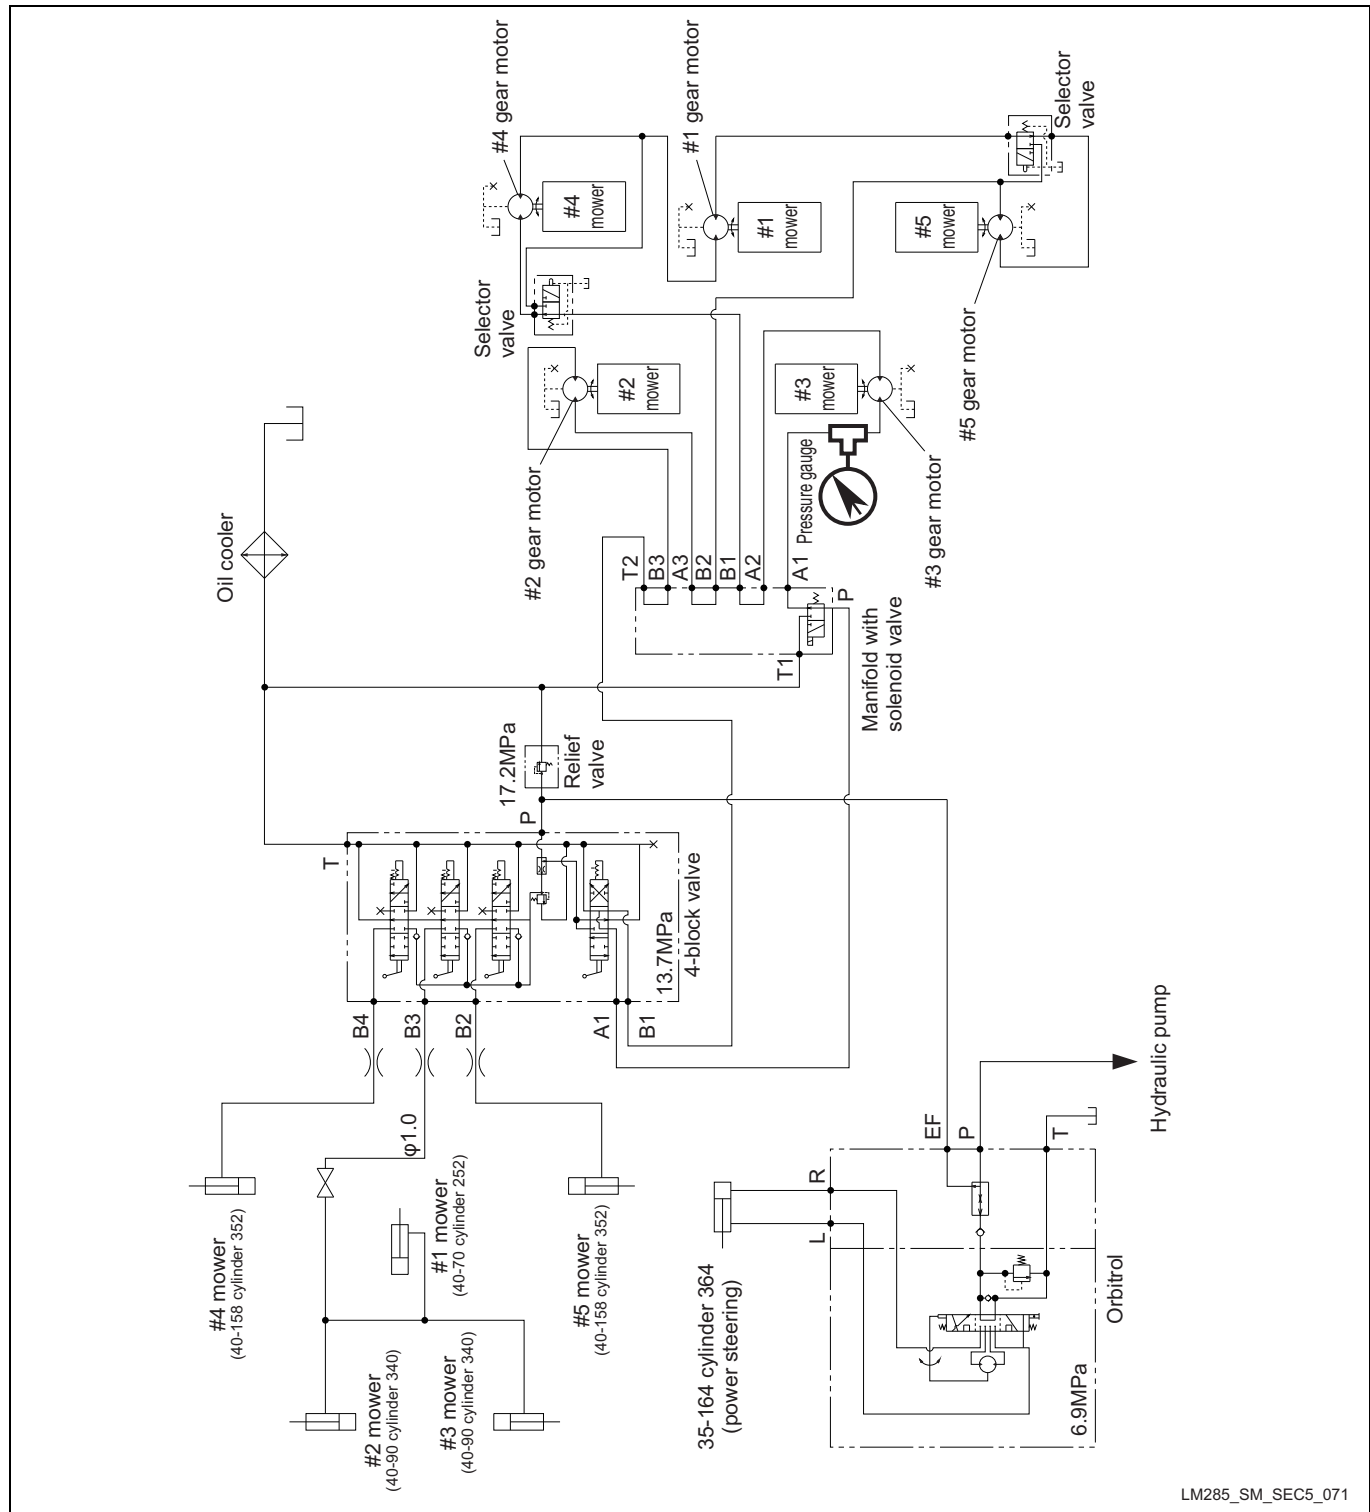 #4 gear motor
#1 gear motor
Selector
valve
#4
mower
#1
mower
#5
mower
Selector
valve
#2
mower
#3
mower
#5 gear motor
Pressure gauge
#2 gear motor
#3 gear motor
Oil cooler
T2
B3
A3
B2
B1
A2
A1
P
T1
Manifold with
solenoid valve
17.2MPa
Relief
valve
P
T
13.7MPa
4-block valve
B4
B3
B2
A1
B1
φ1.0
#4 mower
(40-158 cylinder 352)
#1 mower
(40-70 cylinder 252)
#5 mower
(40-158 cylinder 352)
#2 mower
(40-90 cylinder 340)
#3 mower
(40-90 cylinder 340)
35-164 cylinder 364
(power steering)
L
R
EF
P
T
Hydraulic pump
Orbitrol
6.9MPa
LM285_SM_SEC5_071